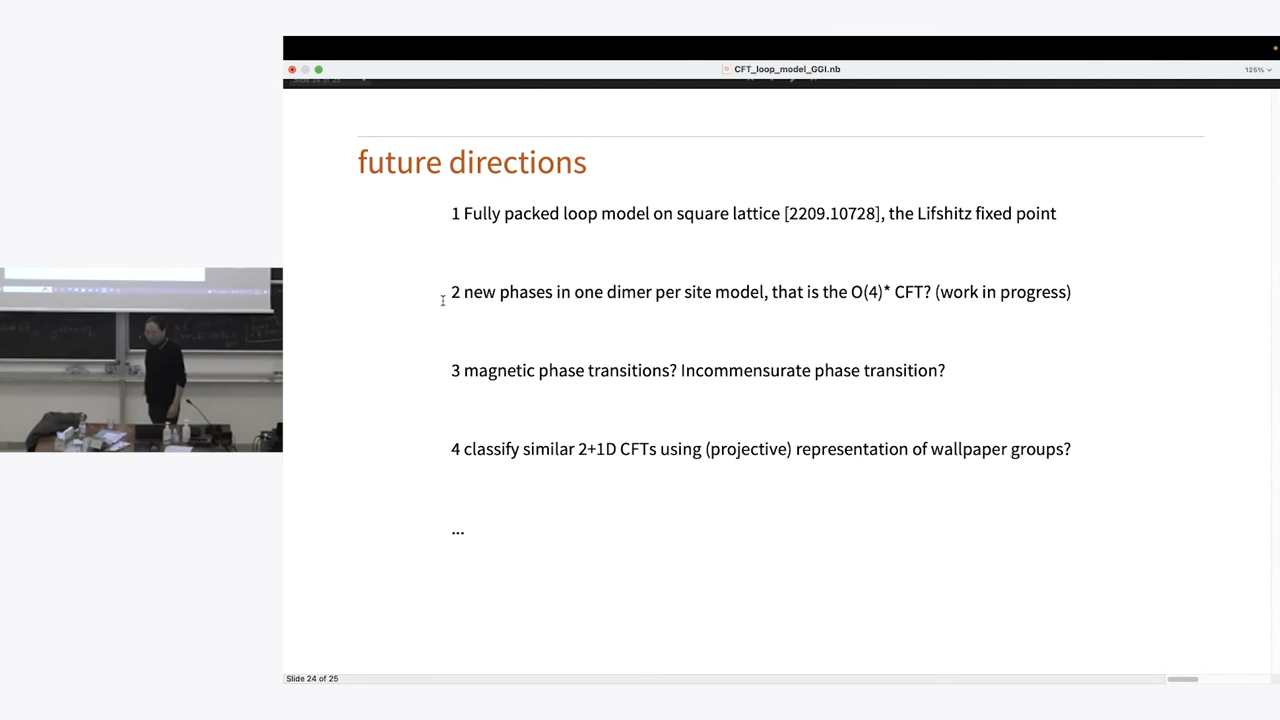 CFT_loop_model_GGI.nb
125%
future directions
1 Fully packed loop model on square lattice [2209.10728], the Lifshitz fixed point
2 new phases in one dimer per site model, that is the O(4)* CFT? (work in progress)
3 magnetic phase transitions? Incommensurate phase transition?
4 classify similar 2+1D CFTs using (projective) representation of wallpaper groups?
...
Slide 24 of 25